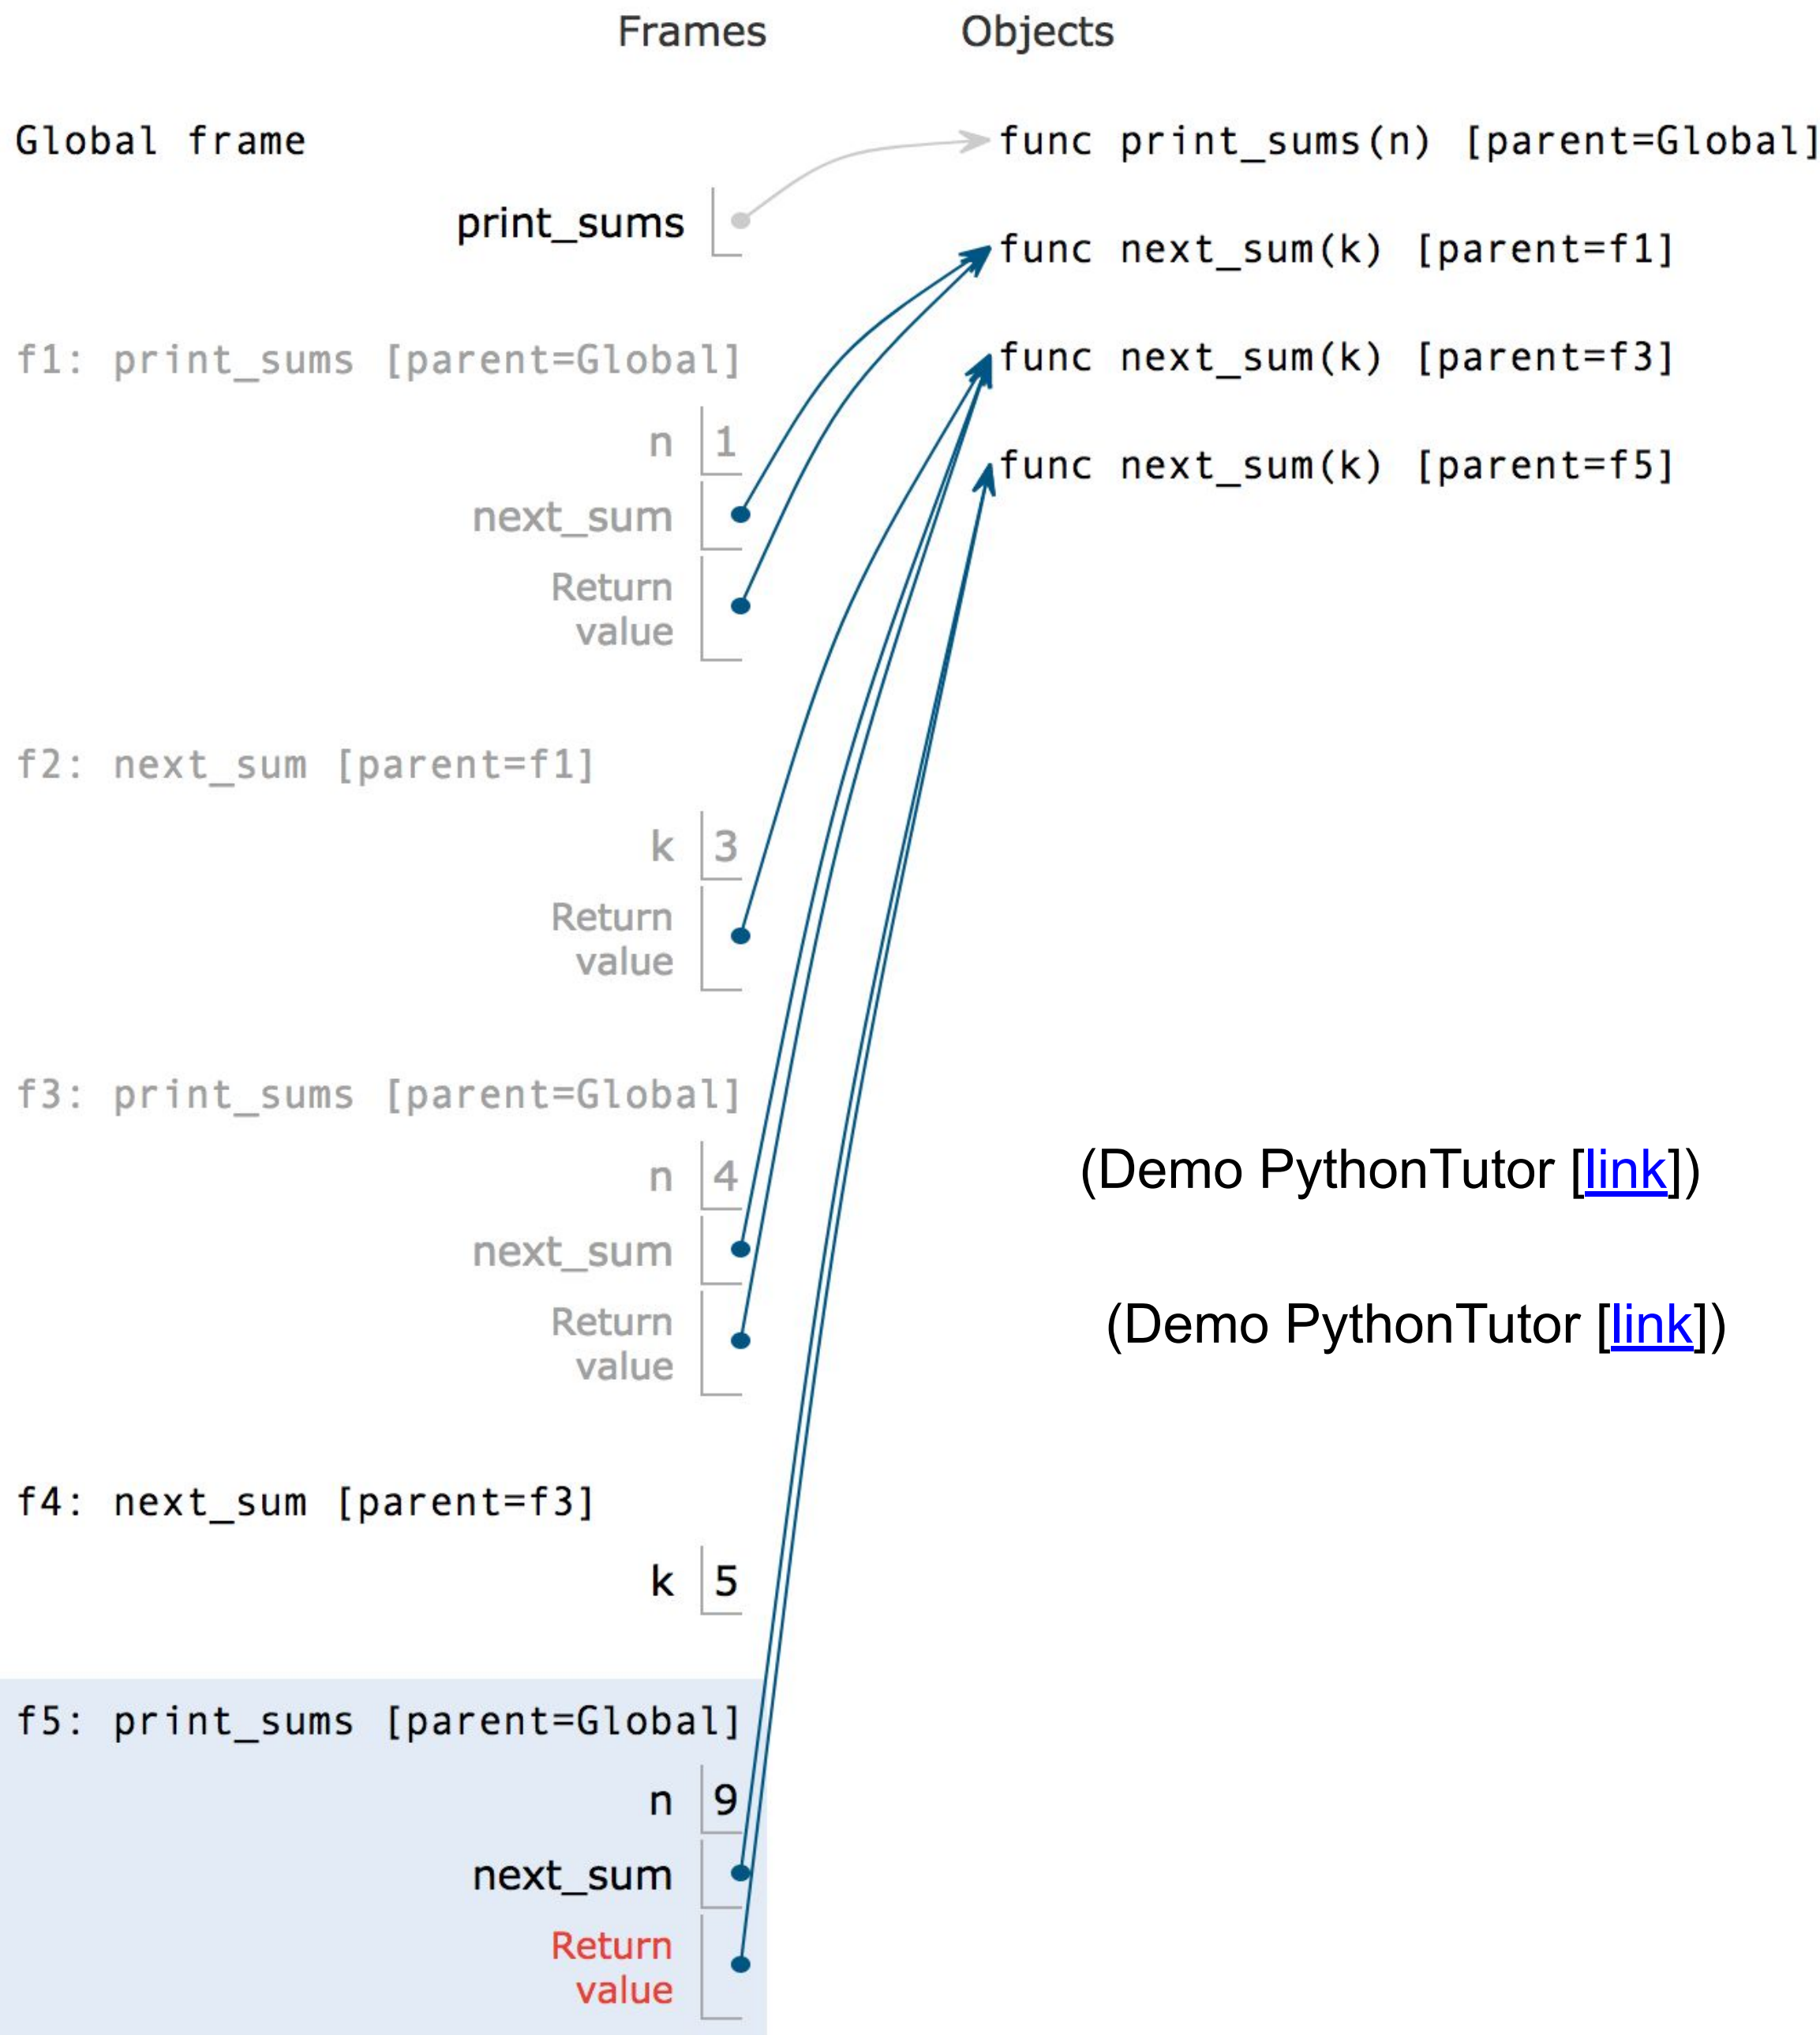 Frames Objects
Global frame
func print_sums(n) [parent=Global]
print_sums
func next_sum(k) [parent=f1]
f1: print_sums [parent=Global]
func next_sum(k) [parent=f3]
n 1
func next_sum(k) [parent=f5]
next_sum
Return
value
f2: next_sum [parent=f1]
k 3
Return
value
f3: print_sums [parent=Global]
n 4
(Demo PythonTutor [link])
next_sum
Return
value
(Demo PythonTutor [link])
f4: next_sum [parent=f3]
k 5
f5: print_sums [parent=Global]
n 9
next_sum
Return
value